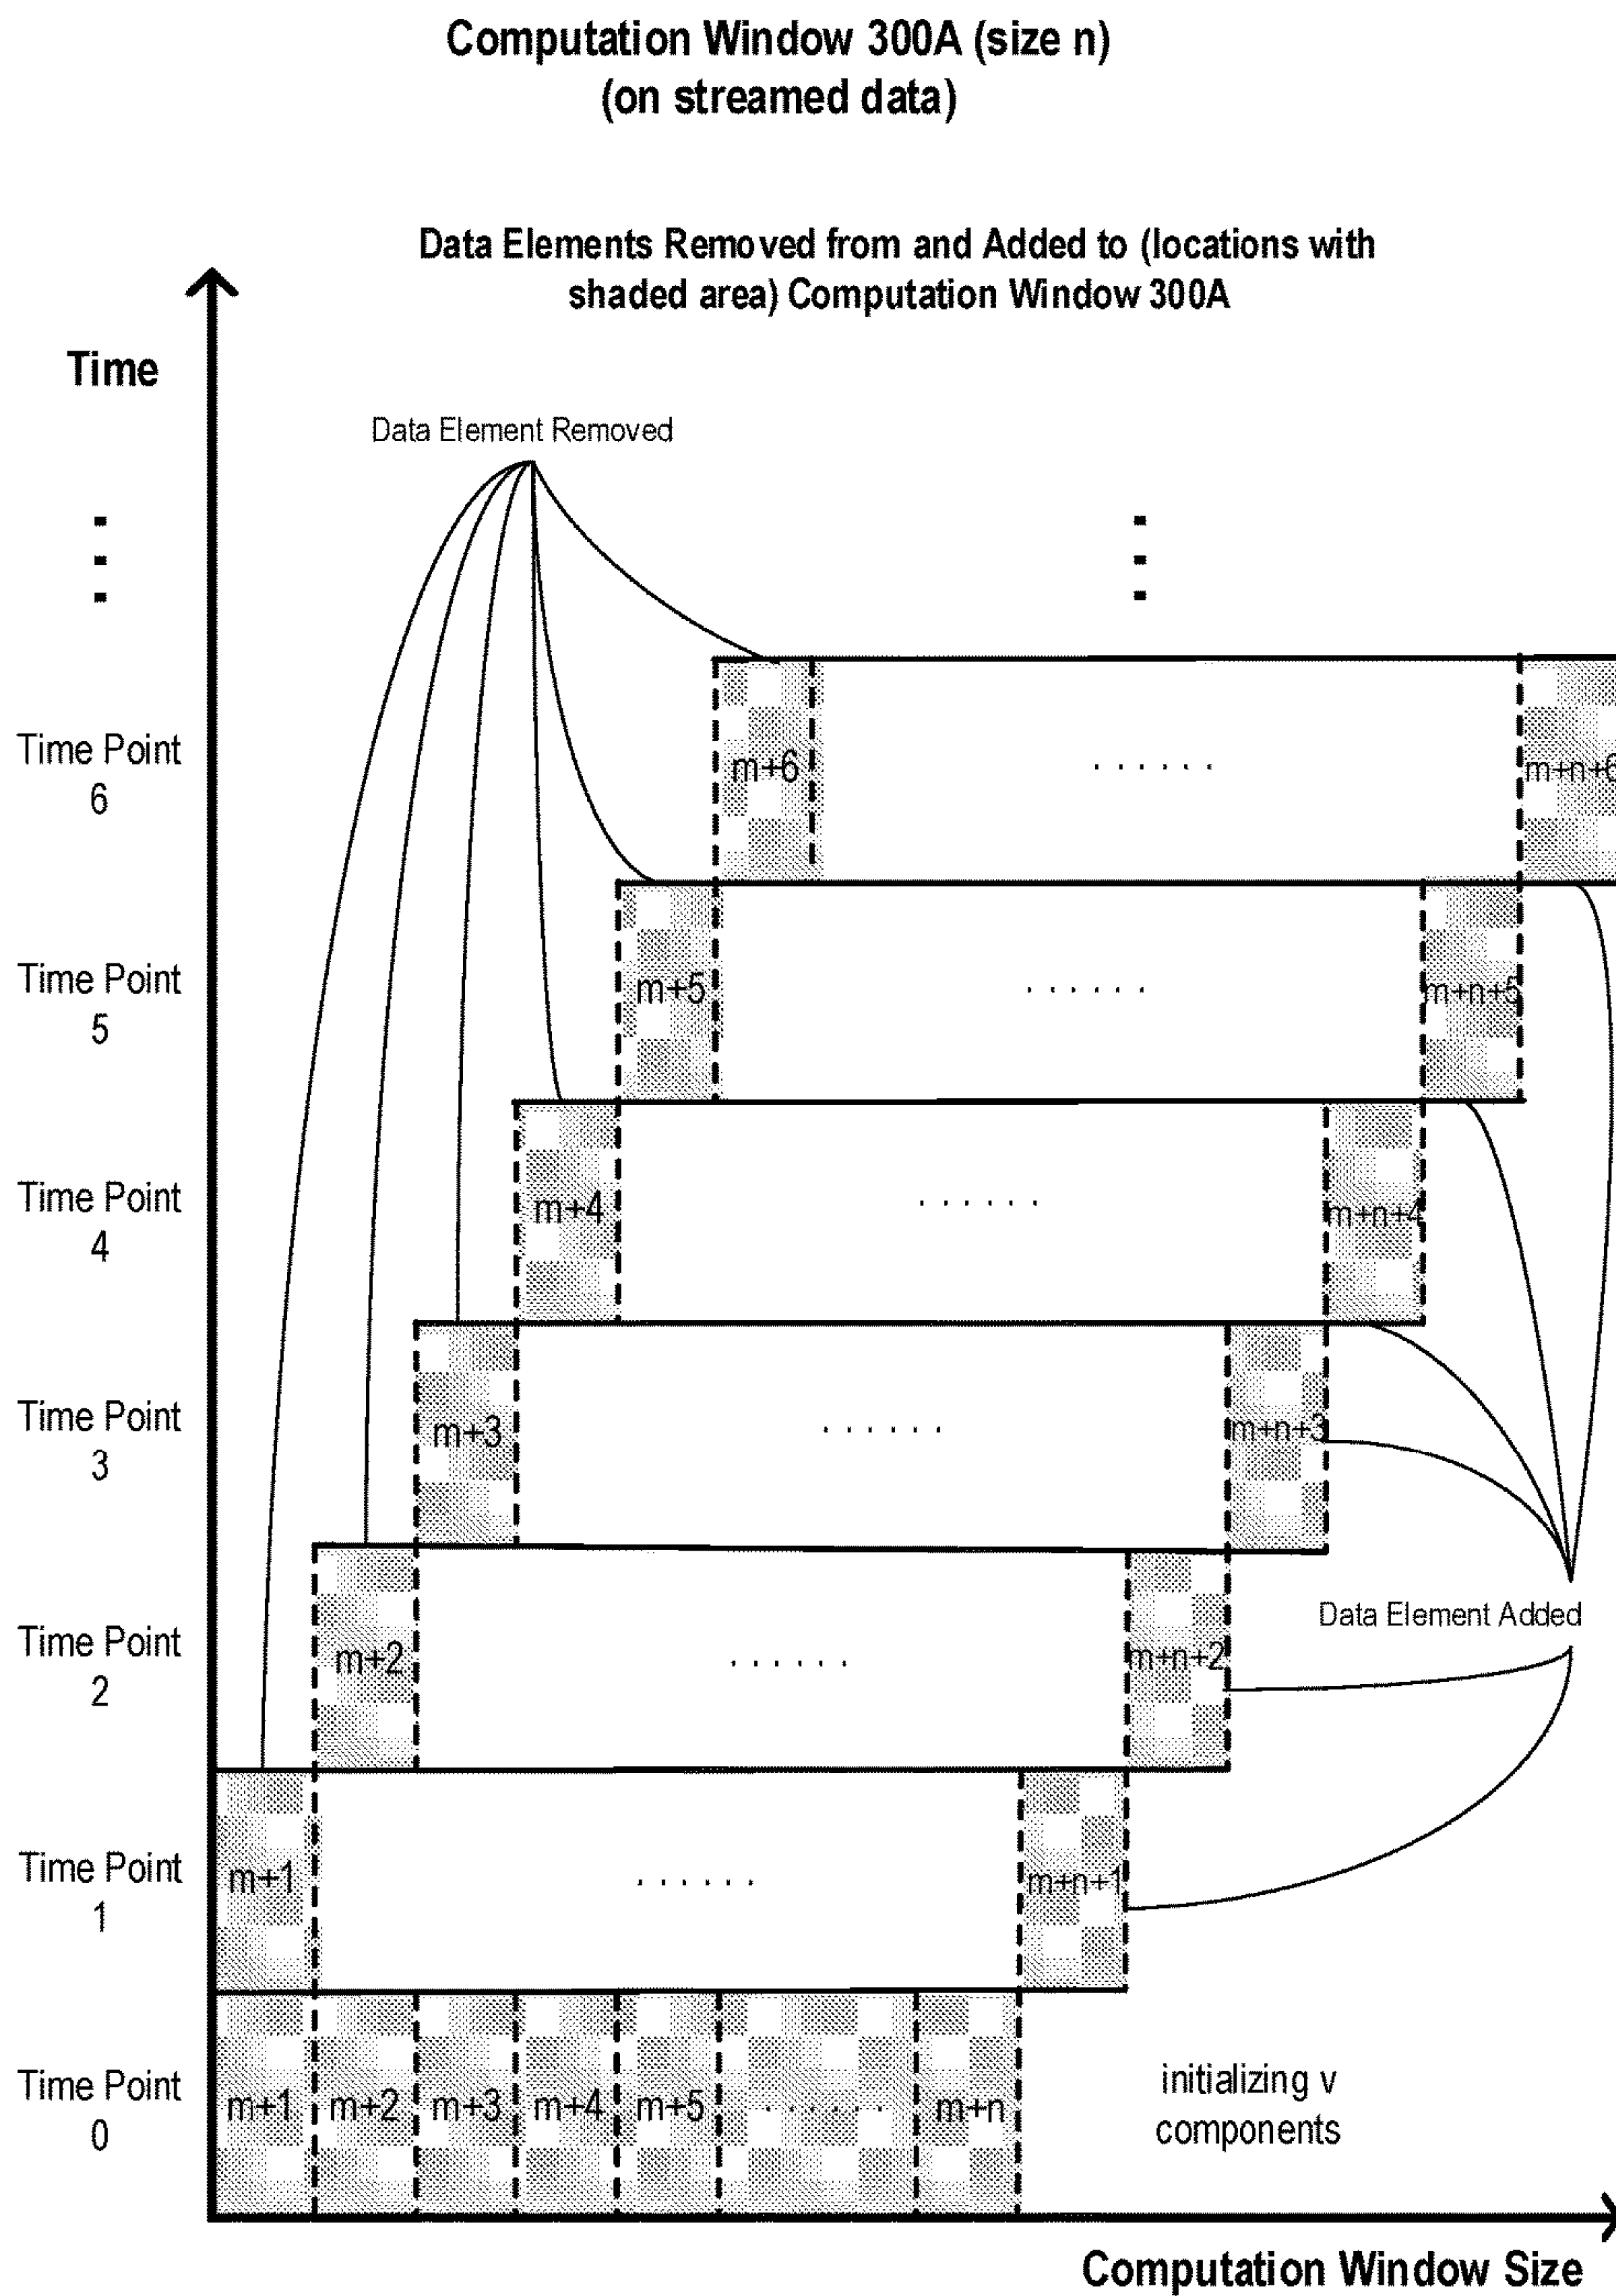 Computation Window 300A (size n)
(on streamed data)
Data Elements Removed from and Added to (locations with
shaded area) Computation Window 300A
Time
Data Element Removed
Time Point
6
m+6
. . . . . .
m+n+6
Time Point
5
m+5
. . . . . .
m+n+5
Time Point
4
m+4
. . . . . .
m+n+4
Time Point
3
m+3
. . . . . .
m+n+3
Data Element Added
Time Point
2
m+2
. . . . . .
m+n+2
Time Point
1
m+1
. . . . . .
m+n+1
Time Point
0
m+1
m+2
m+3
m+4
m+5
. . . . . .
m+n
initializing v
components
Computation Window Size